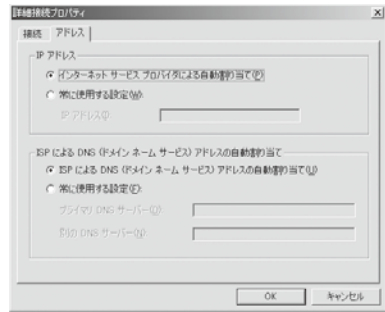 詳細接続プロパティ
接続 アドレス
IP アドレス
インターネット サービス プロバイダによる自動割り当て(P)
常に使用する設定(W):
IP アドレス(I):
ISP による DNS (ドメイン ネーム サービス) アドレスの自動割り当て
ISP による DNS (ドメイン ネーム サービス) アドレスの自動割り当て(U)
常に使用する設定(E):
プライマリ DNS サーバー(D):
別の DNS サーバー(N):
OK キャンセル